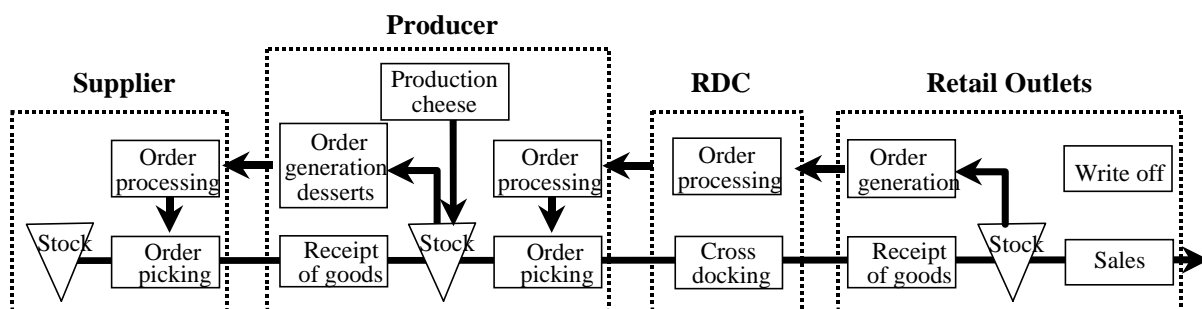 Producer
Supplier
RDC
Retail Outlets
Production
cheese
Order
processing
Order
generation
desserts
Order
processing
Order
processing
Order
generation
Write off
Stock
Order
picking
Receipt
of goods
Stock
Order
picking
Cross
docking
Receipt
of goods
Stock
Sales